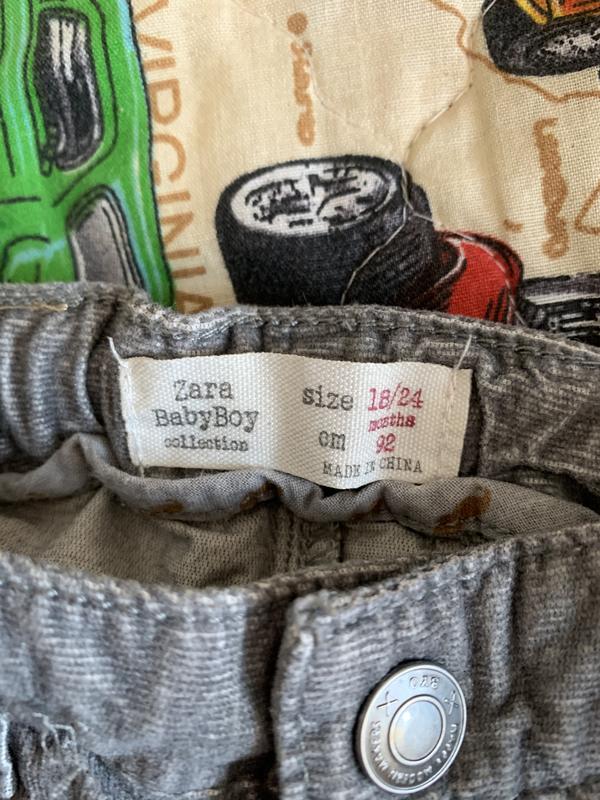 VIRGINIA
Zara
BabyBoy
collection
size 18/24
months
cm 92
MADE IN CHINA